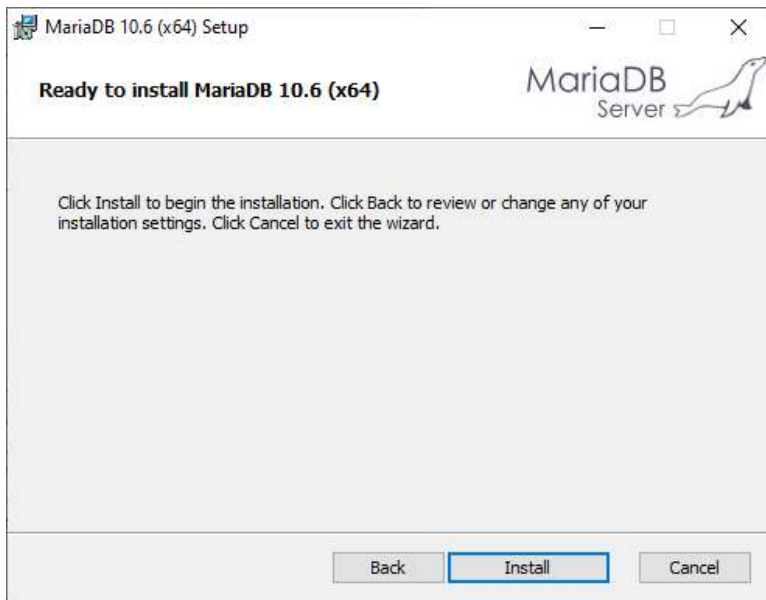 MariaDB 10.6 (x64) Setup
Ready to install MariaDB 10.6 (x64)
MariaDB
Server
Click Install to begin the installation. Click Back to review or change any of your
installation settings. Click Cancel to exit the wizard.
Back
Install
Cancel